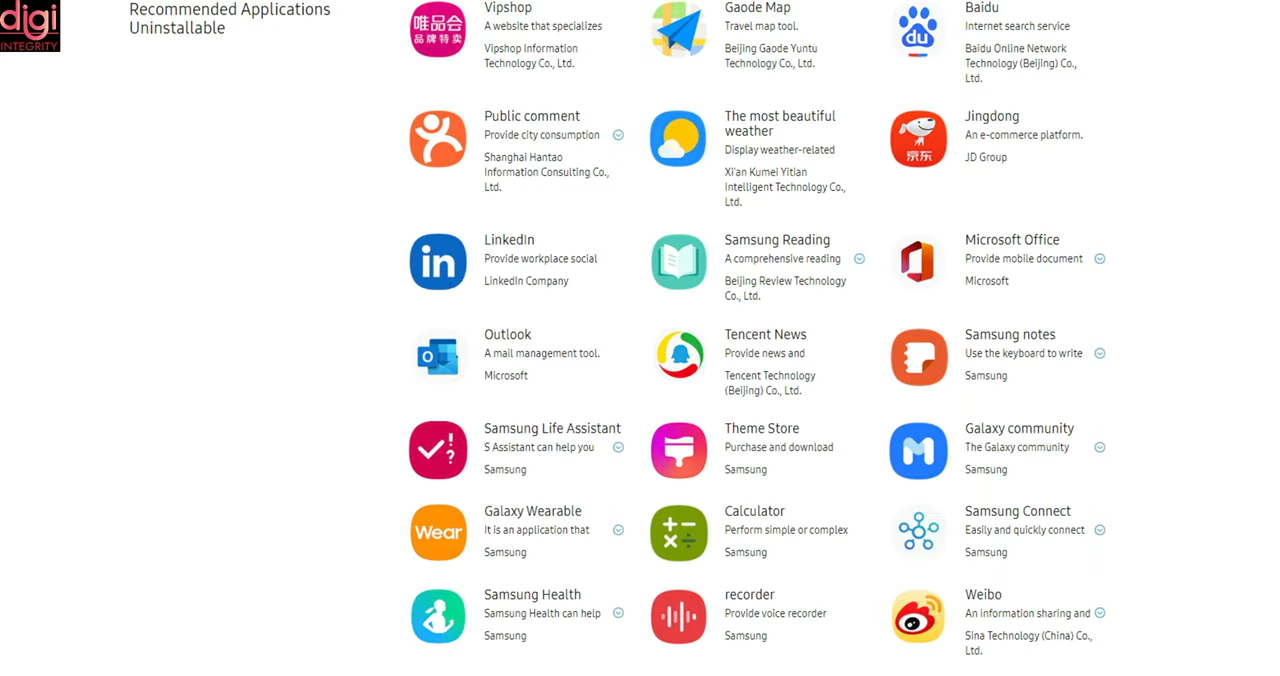 digi
INTEGRITY
Recommended Applications
Uninstallable
唯品会
品牌特卖
Vipshop
A website that specializes
Vipshop Information
Technology Co., Ltd.
Gaode Map
Travel map tool.
Beijing Gaode Yuntu
Technology Co., Ltd.
du
Baidu
Internet search service
Baidu Online Network
Technology (Beijing) Co.,
Ltd.
Public comment
Provide city consumption
Shanghai Hantao
Information Consulting Co.,
Ltd.
The most beautiful
weather
Display weather-related
Xi'an Kumei Yitian
Intelligent Technology Co.,
Ltd.
京东
Jingdong
An e-commerce platform.
JD Group
in
LinkedIn
Provide workplace social
LinkedIn Company
Samsung Reading
A comprehensive reading
Beijing Review Technology
Co., Ltd.
Microsoft Office
Provide mobile document
Microsoft
O
Outlook
A mail management tool.
Microsoft
Tencent News
Provide news and
Tencent Technology
(Beijing) Co., Ltd.
Samsung notes
Use the keyboard to write
Samsung
Samsung Life Assistant
S Assistant can help you
Samsung
Theme Store
Purchase and download
Samsung
Galaxy community
The Galaxy community
Samsung
Wear
Galaxy Wearable
It is an application that
Samsung
Calculator
Perform simple or complex
Samsung
Samsung Connect
Easily and quickly connect
Samsung
Samsung Health
Samsung Health can help
Samsung
recorder
Provide voice recorder
Samsung
Weibo
An information sharing and
Sina Technology (China) Co.,
Ltd.